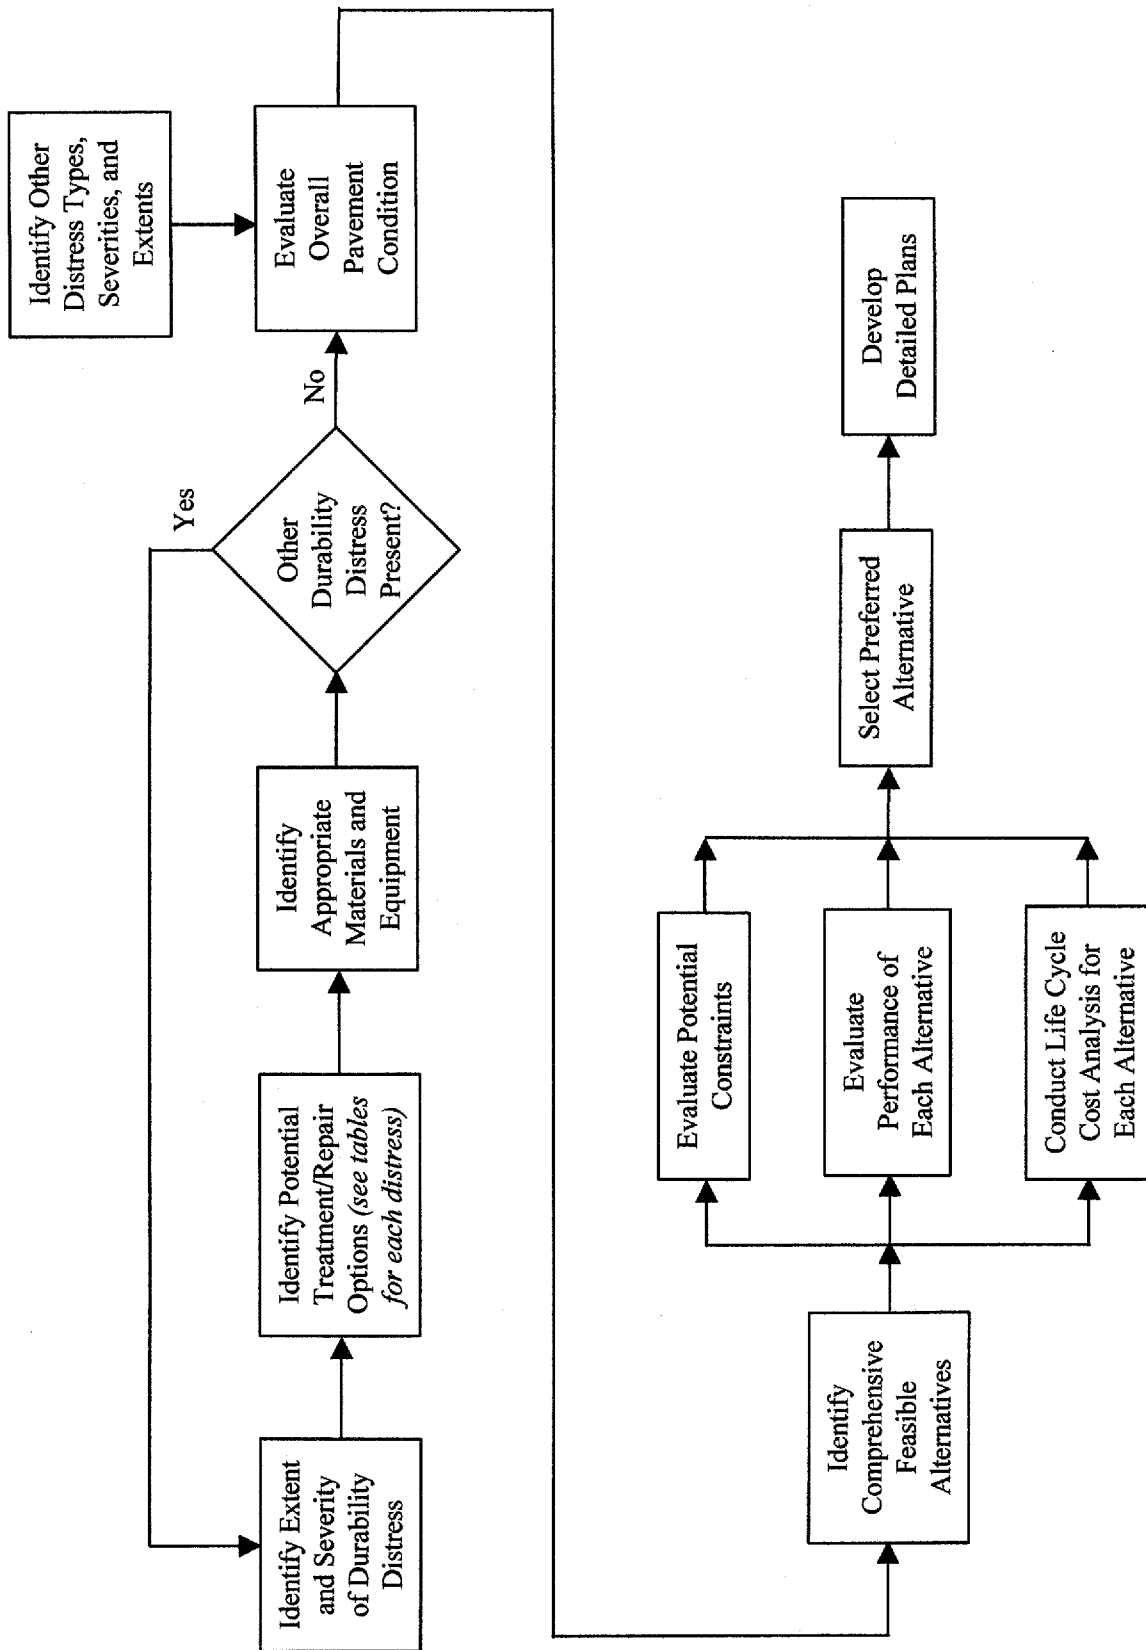 Identify Extent
and Severity
of Durability
Distress
Identify Potential
Treatment/Repair
Options (see tables
for each distress)
Identify
Appropriate
Materials and
Equipment
Other
Durability
Distress
Present?
Yes
No
Identify Other
Distress Types,
Severities, and
Extents
Evaluate
Overall
Pavement
Condition
Identify
Comprehensive
Feasible
Alternatives
Evaluate Potential
Constraints
Evaluate
Performance of
Each Alternative
Conduct Life Cycle
Cost Analysis for
Each Alternative
Select Preferred
Alternative
Develop
Detailed Plans